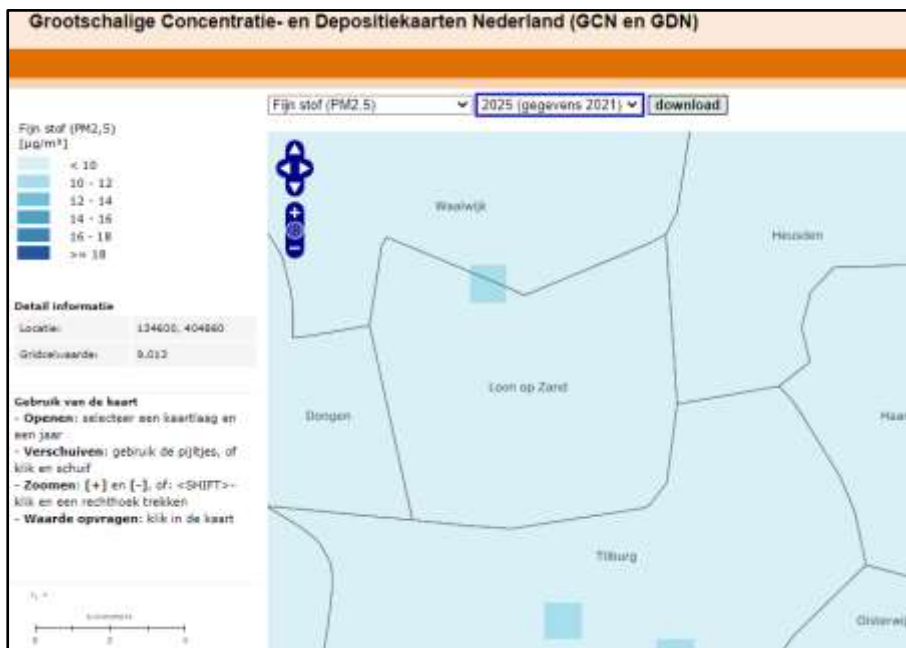 Grootschalige Concentratie- en Depositiekaarten Nederland (GCN en GDN)
Fijn stof (PM2.5)
2025 (gegevens 2021)
download
Fijn stof (PM2,5)
[µg/m³]
< 10
10 - 12
12 - 14
14 - 16
16 - 18
>= 18
Detail informatie
Locatie: 134600, 404860
Gridcelwaarde: 9.012
Gebruik van de kaart
- Openen: selecteer een kaartlaag en
een jaar
- Verschuiven: gebruik de pijltjes, of
klik en schuif
- Zoomen: [+] en [-], of: <SHIFT>-
klik en een rechthoek trekken
- Waarde opvragen: klik in de kaart
Waalwijk
Heusden
Loon op Zand
Dongen
Haar
Tilburg
Oisterwij